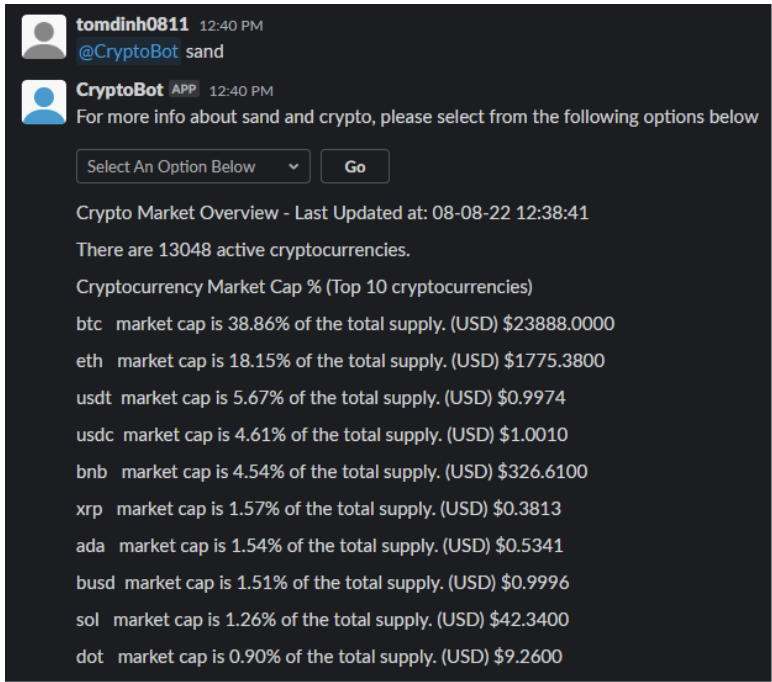 tomdinh0811 12:40 PM
@CryptoBot sand
CryptoBot APP 12:40 PM
For more info about sand and crypto, please select from the following options below
Select An Option Below Go
Crypto Market Overview - Last Updated at: 08-08-22 12:38:41
There are 13048 active cryptocurrencies.
Cryptocurrency Market Cap % (Top 10 cryptocurrencies)
btc market cap is 38.86% of the total supply. (USD) $23888.0000
eth market cap is 18.15% of the total supply. (USD) $1775.3800
usdt market cap is 5.67% of the total supply. (USD) $0.9974
usdc market cap is 4.61% of the total supply. (USD) $1.0010
bnb market cap is 4.54% of the total supply. (USD) $326.6100
xrp market cap is 1.57% of the total supply. (USD) $0.3813
ada market cap is 1.54% of the total supply. (USD) $0.5341
busd market cap is 1.51% of the total supply. (USD) $0.9996
sol market cap is 1.26% of the total supply. (USD) $42.3400
dot market cap is 0.90% of the total supply. (USD) $9.2600